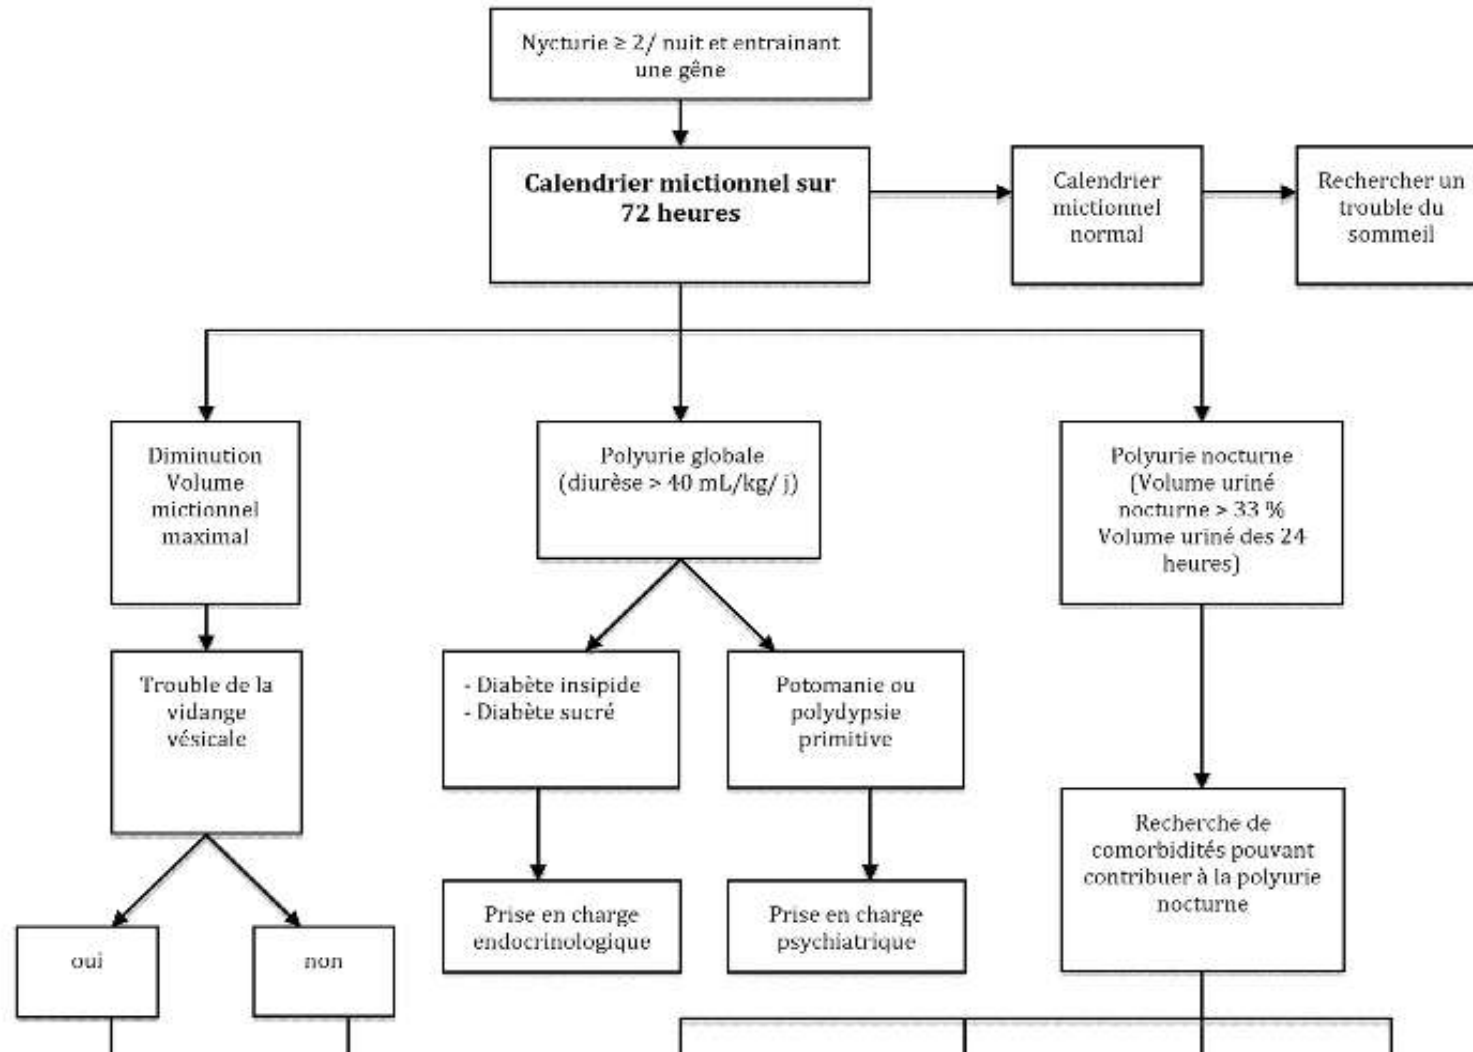 Nycturie ≥ 2/ nuit et entrainant
une gêne
Calendrier mictionnel sur
72 heures
Calendrier
mictionnel
normal
Rechercher un
trouble du
sommeil
Diminution
Volume
mictionnel
maximal
Polyurie globale
(diurèse > 40 mL/kg/ j)
Polyurie nocturne
(Volume uriné
nocturne > 33 %
Volume uriné des 24
heures)
Trouble de la
vidange
vésicale
- Diabète insipide
- Diabète sucré
Potomanie ou
polydypsie
primitive
Recherche de
comorbidités pouvant
contribuer à la polyurie
nocturne
Prise en charge
endocrinologique
Prise en charge
psychiatrique
oui
non